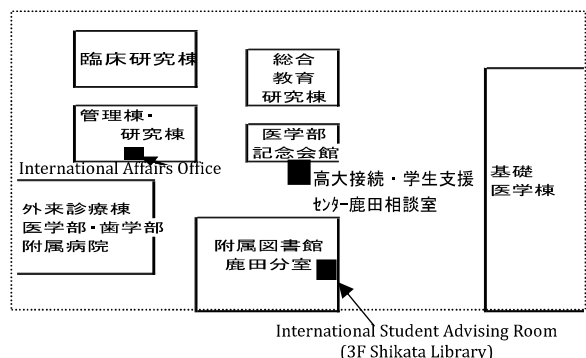 臨床研究棟
総合
教育
研究棟
管理棟・
研究棟
International Affairs Office
医学部
記念会館
高大接続・学生支援
センター鹿田相談室
基礎
医学棟
外来診療棟
医学部・歯学部
附属病院
附属図書館
鹿田分室
International Student Advising Room
(3F Shikata Library)